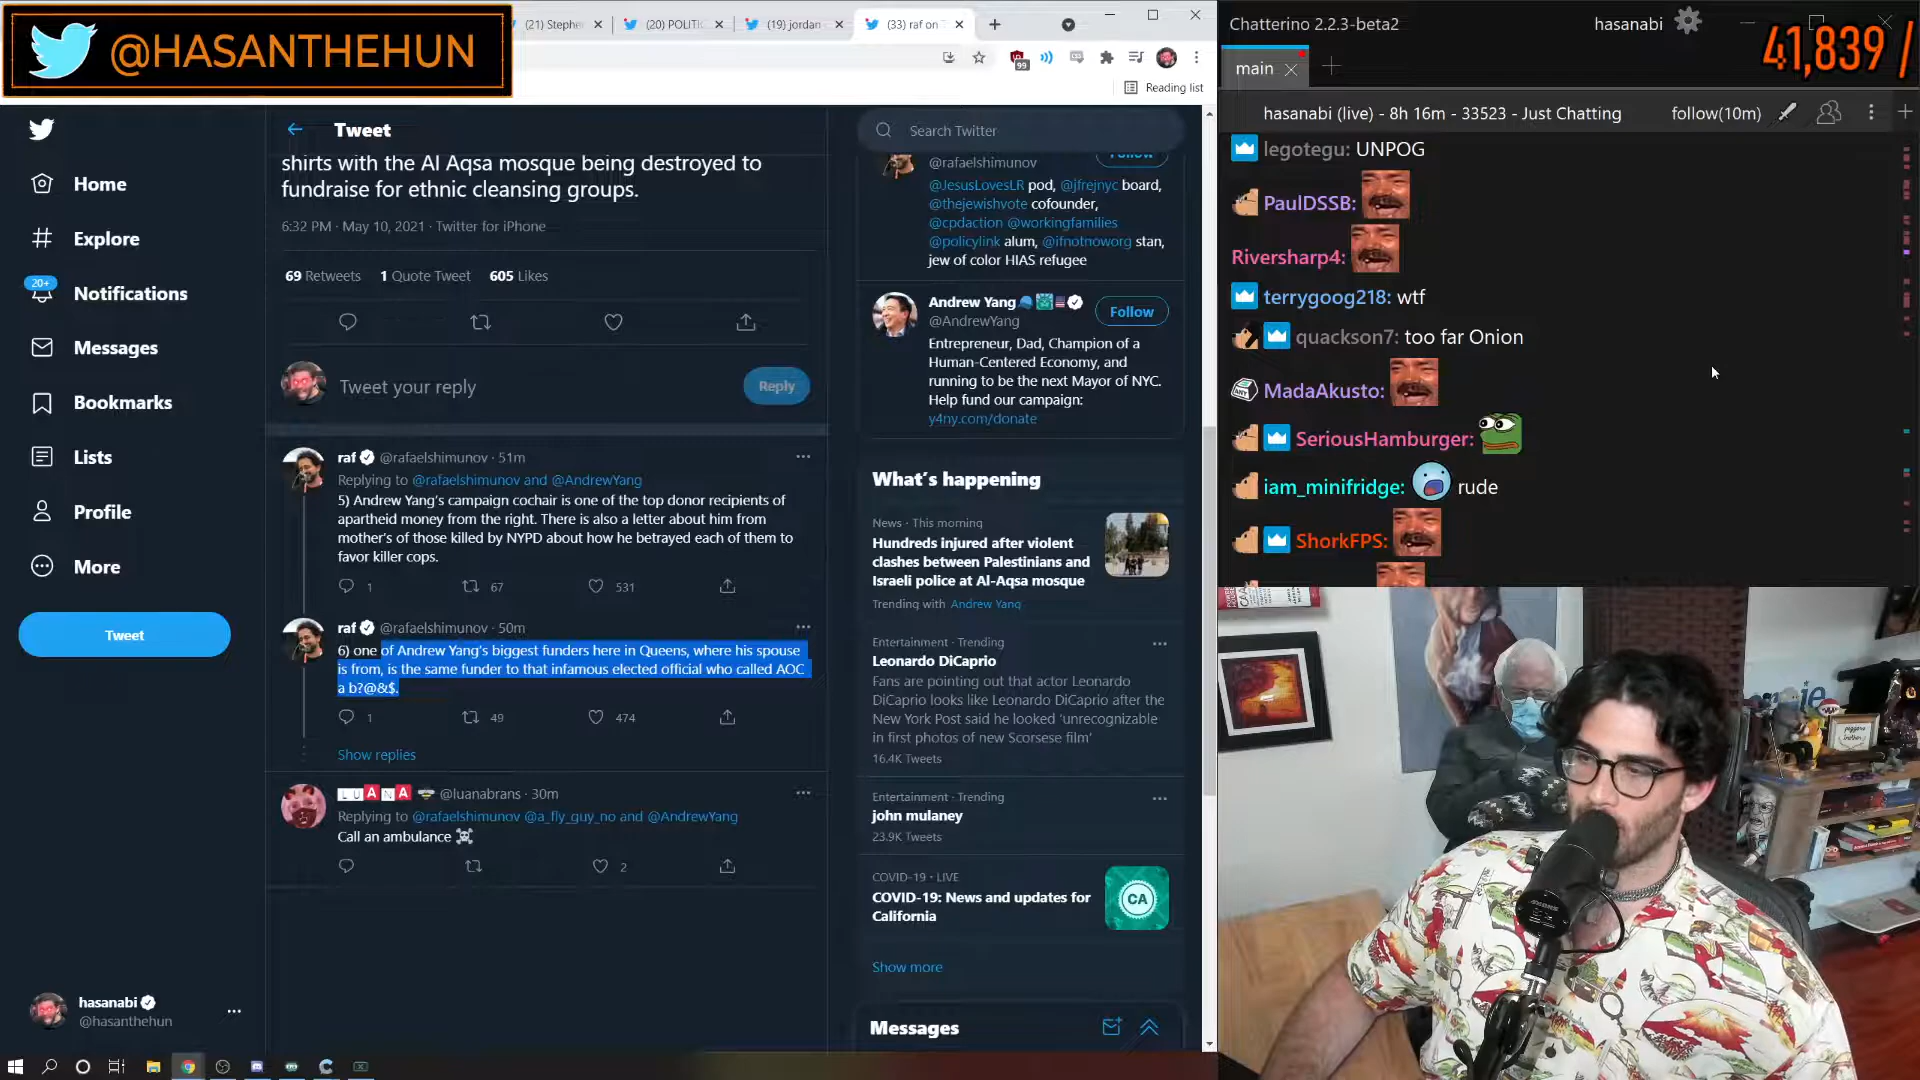 @HASANTHEHUN
(21) Stephe
(20) POLITIC
(19) jordan
(33) raf on T
99
Reading list
Home
Explore
20+
Notifications
Messages
Bookmarks
Lists
Profile
More
Tweet
hasanabi
@hasanthehun
Tweet
shirts with the Al Aqsa mosque being destroyed to
fundraise for ethnic cleansing groups.
6:32 PM · May 10, 2021 · Twitter for iPhone
69 Retweets 1 Quote Tweet 605 Likes
Tweet your reply
Reply
raf @rafaelshimunov · 51m
Replying to @rafaelshimunov and @AndrewYang
5) Andrew Yang's campaign cochair is one of the top donor recipients of
apartheid money from the right. There is also a letter about him from
mother's of those killed by NYPD about how he betrayed each of them to
favor killer cops.
1 67 531
raf @rafaelshimunov · 50m
6) one of Andrew Yang's biggest funders here in Queens, where his spouse
is from, is the same funder to that infamous elected official who called AOC
a b?@&$.
1 49 474
Show replies
LUANA @luanabrans · 30m
Replying to @rafaelshimunov @a_fly_guy_no and @AndrewYang
Call an ambulance
2
Search Twitter
Follow
@rafaelshimunov
@JesusLovesLR pod, @jfrejnyc board,
@thejewishvote cofounder,
@cpdaction @workingfamilies
@policylink alum, @ifnotnoworg stan,
jew of color HIAS refugee
Andrew Yang
@AndrewYang
Follow
Entrepreneur, Dad, Champion of a
Human-Centered Economy, and
running to be the next Mayor of NYC.
Help fund our campaign:
y4ny.com/donate
What's happening
News · This morning
Hundreds injured after violent
clashes between Palestinians and
Israeli police at Al-Aqsa mosque
Trending with Andrew Yang
Entertainment · Trending
Leonardo DiCaprio
Fans are pointing out that actor Leonardo
DiCaprio looks like Leonardo DiCaprio after the
New York Post said he looked 'unrecognizable
in first photos of new Scorsese film'
16.4K Tweets
Entertainment · Trending
john mulaney
23.9K Tweets
COVID-19 · LIVE
COVID-19: News and updates for
California
CA
Show more
Messages
Chatterino 2.2.3-beta2
hasanabi
41,839 /
main
hasanabi (live) - 8h 16m - 33523 - Just Chatting
follow(10m)
legotegu: UNPOG
PaulDSSB:
Riversharp4:
terrygoog218: wtf
quackson7: too far Onion
MadaAkusto:
SeriousHamburger:
iam_minifridge: rude
ShorkFPS: